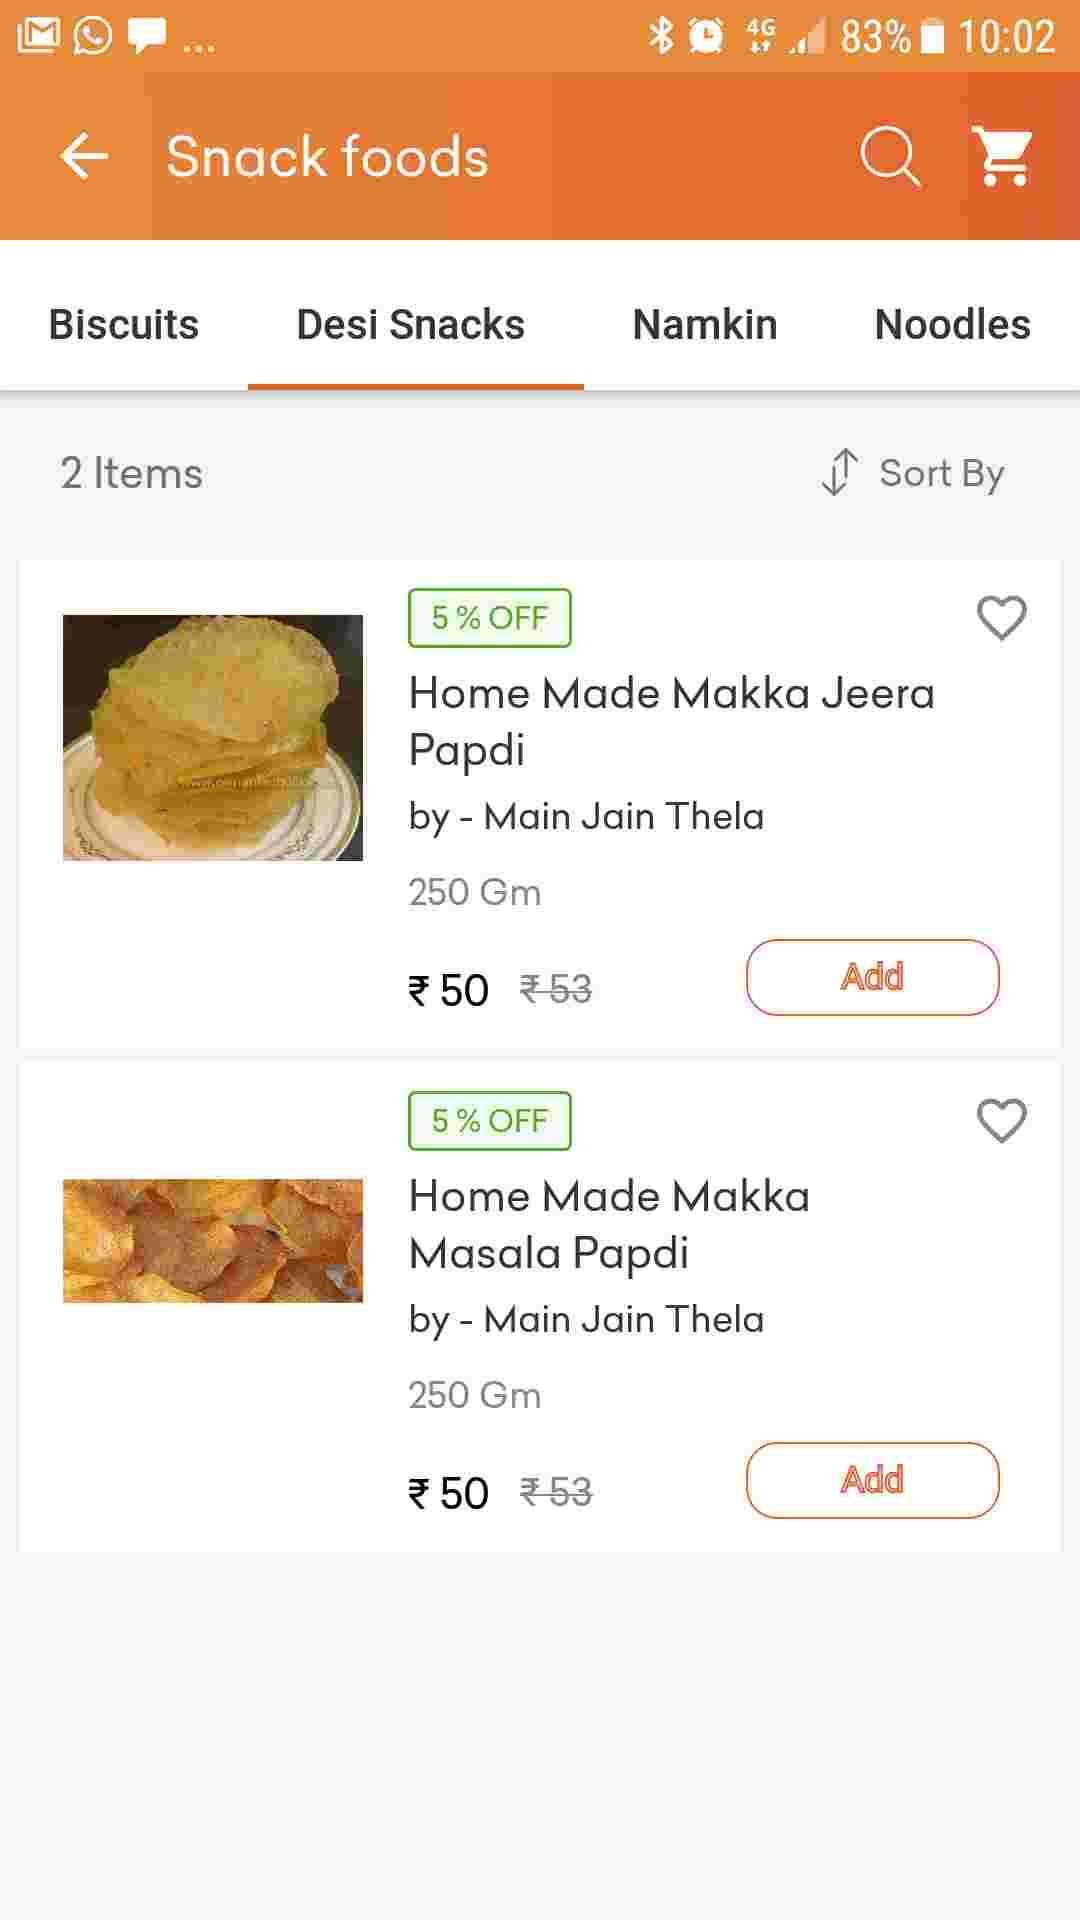 ... 4G 83% 10:02
Snack foods
Biscuits Desi Snacks Namkin Noodles
2 Items Sort By
5 % OFF
Home Made Makka Jeera
Papdi
by - Main Jain Thela
250 Gm
₹ 50 ₹ 53 Add
5 % OFF
Home Made Makka
Masala Papdi
by - Main Jain Thela
250 Gm
₹ 50 ₹ 53 Add